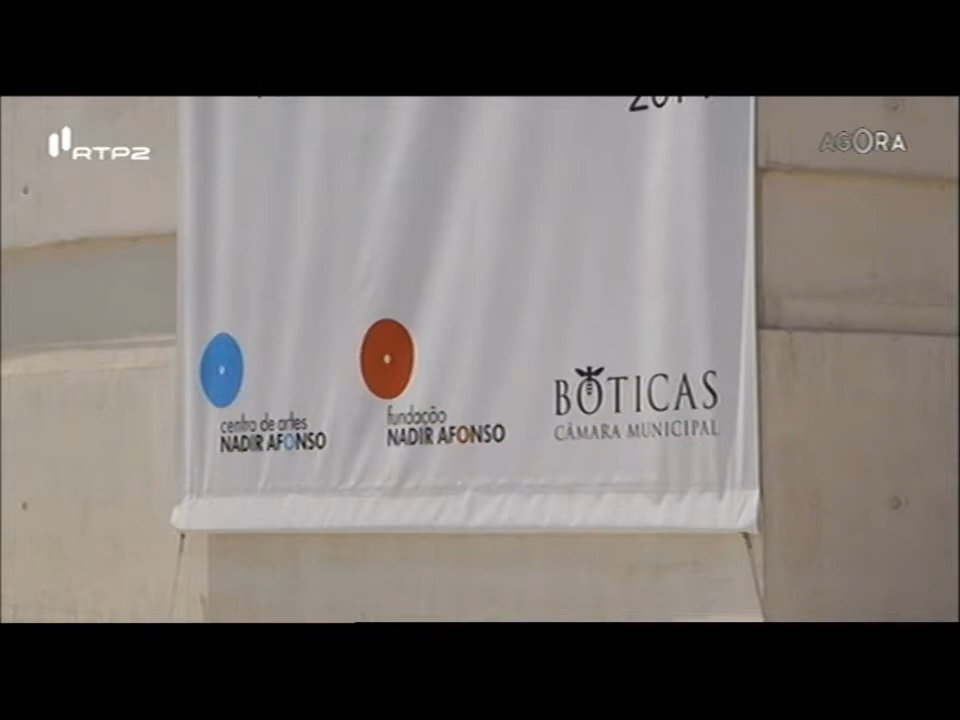 RTP2
AGORA
centro de artes
NADIR AFONSO
fundação
NADIR AFONSO
BOTICAS
CÂMARA MUNICIPAL